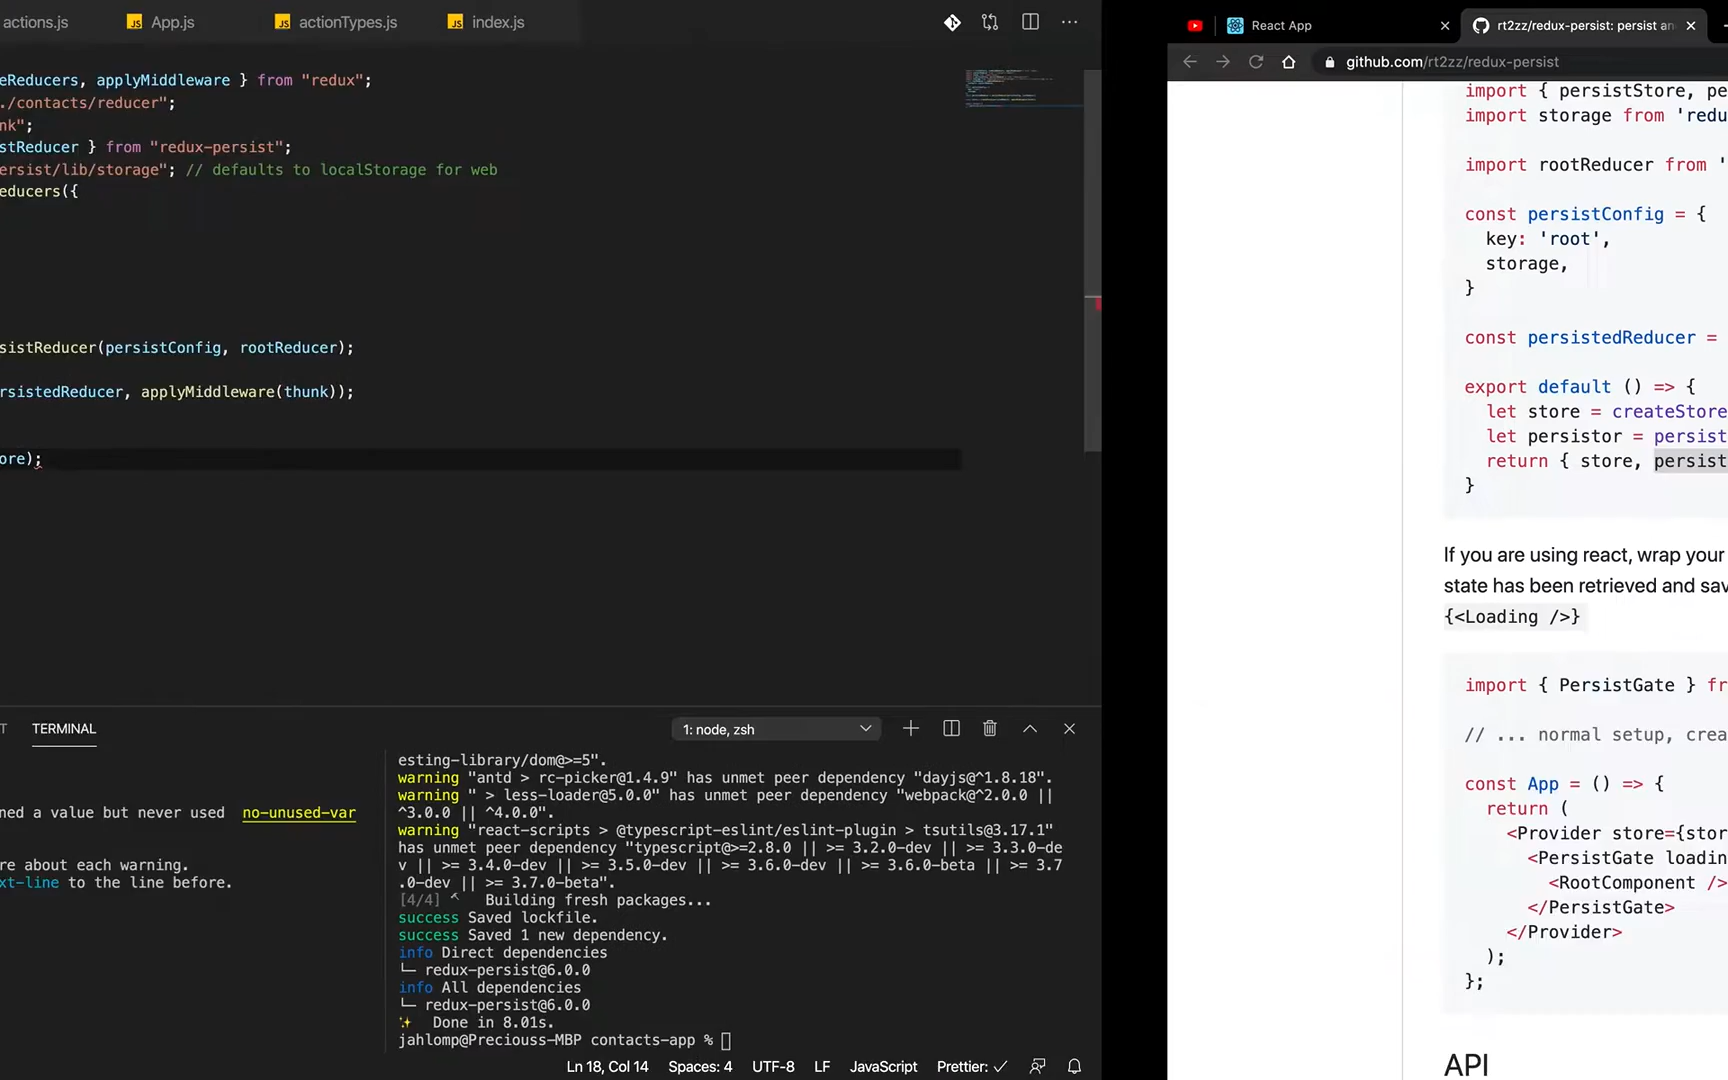 actions.js
JS App.js
JS actionTypes.js
JS index.js
eReducers, applyMiddleware } from "redux";
./contacts/reducer";
nk";
stReducer } from "redux-persist";
ersist/lib/storage"; // defaults to localStorage for web
educers({
sistReducer(persistConfig, rootReducer);
rsistedReducer, applyMiddleware(thunk));
ore);
T
TERMINAL
1: node, zsh
ned a value but never used no-unused-var
re about each warning.
xt-line to the line before.
esting-library/dom@>=5".
warning "antd > rc-picker@1.4.9" has unmet peer dependency "dayjs@^1.8.18".
warning " > less-loader@5.0.0" has unmet peer dependency "webpack@^2.0.0 ||
^3.0.0 || ^4.0.0".
warning "react-scripts > @typescript-eslint/eslint-plugin > tsutils@3.17.1"
has unmet peer dependency "typescript@>=2.8.0 || >= 3.2.0-dev || >= 3.3.0-de
v || >= 3.4.0-dev || >= 3.5.0-dev || >= 3.6.0-dev || >= 3.6.0-beta || >= 3.7
.0-dev || >= 3.7.0-beta".
[4/4] Building fresh packages...
success Saved lockfile.
success Saved 1 new dependency.
info Direct dependencies
└─ redux-persist@6.0.0
info All dependencies
└─ redux-persist@6.0.0
✨ Done in 8.01s.
jahlomp@Preciouss-MBP contacts-app %
Ln 18, Col 14
Spaces: 4
UTF-8
LF
JavaScript
Prettier: ✓
React App
rt2zz/redux-persist: persist an
github.com/rt2zz/redux-persist
import { persistStore, pe
import storage from 'redu
import rootReducer from '
const persistConfig = {
key: 'root',
storage,
}
const persistedReducer =
export default () => {
let store = createStore
let persistor = persist
return { store, persist
}
If you are using react, wrap your
state has been retrieved and sav
{<Loading />}
import { PersistGate } fr
// ... normal setup, crea
const App = () => {
return (
<Provider store={stor
<PersistGate loadin
<RootComponent />
</PersistGate>
</Provider>
);
};
API